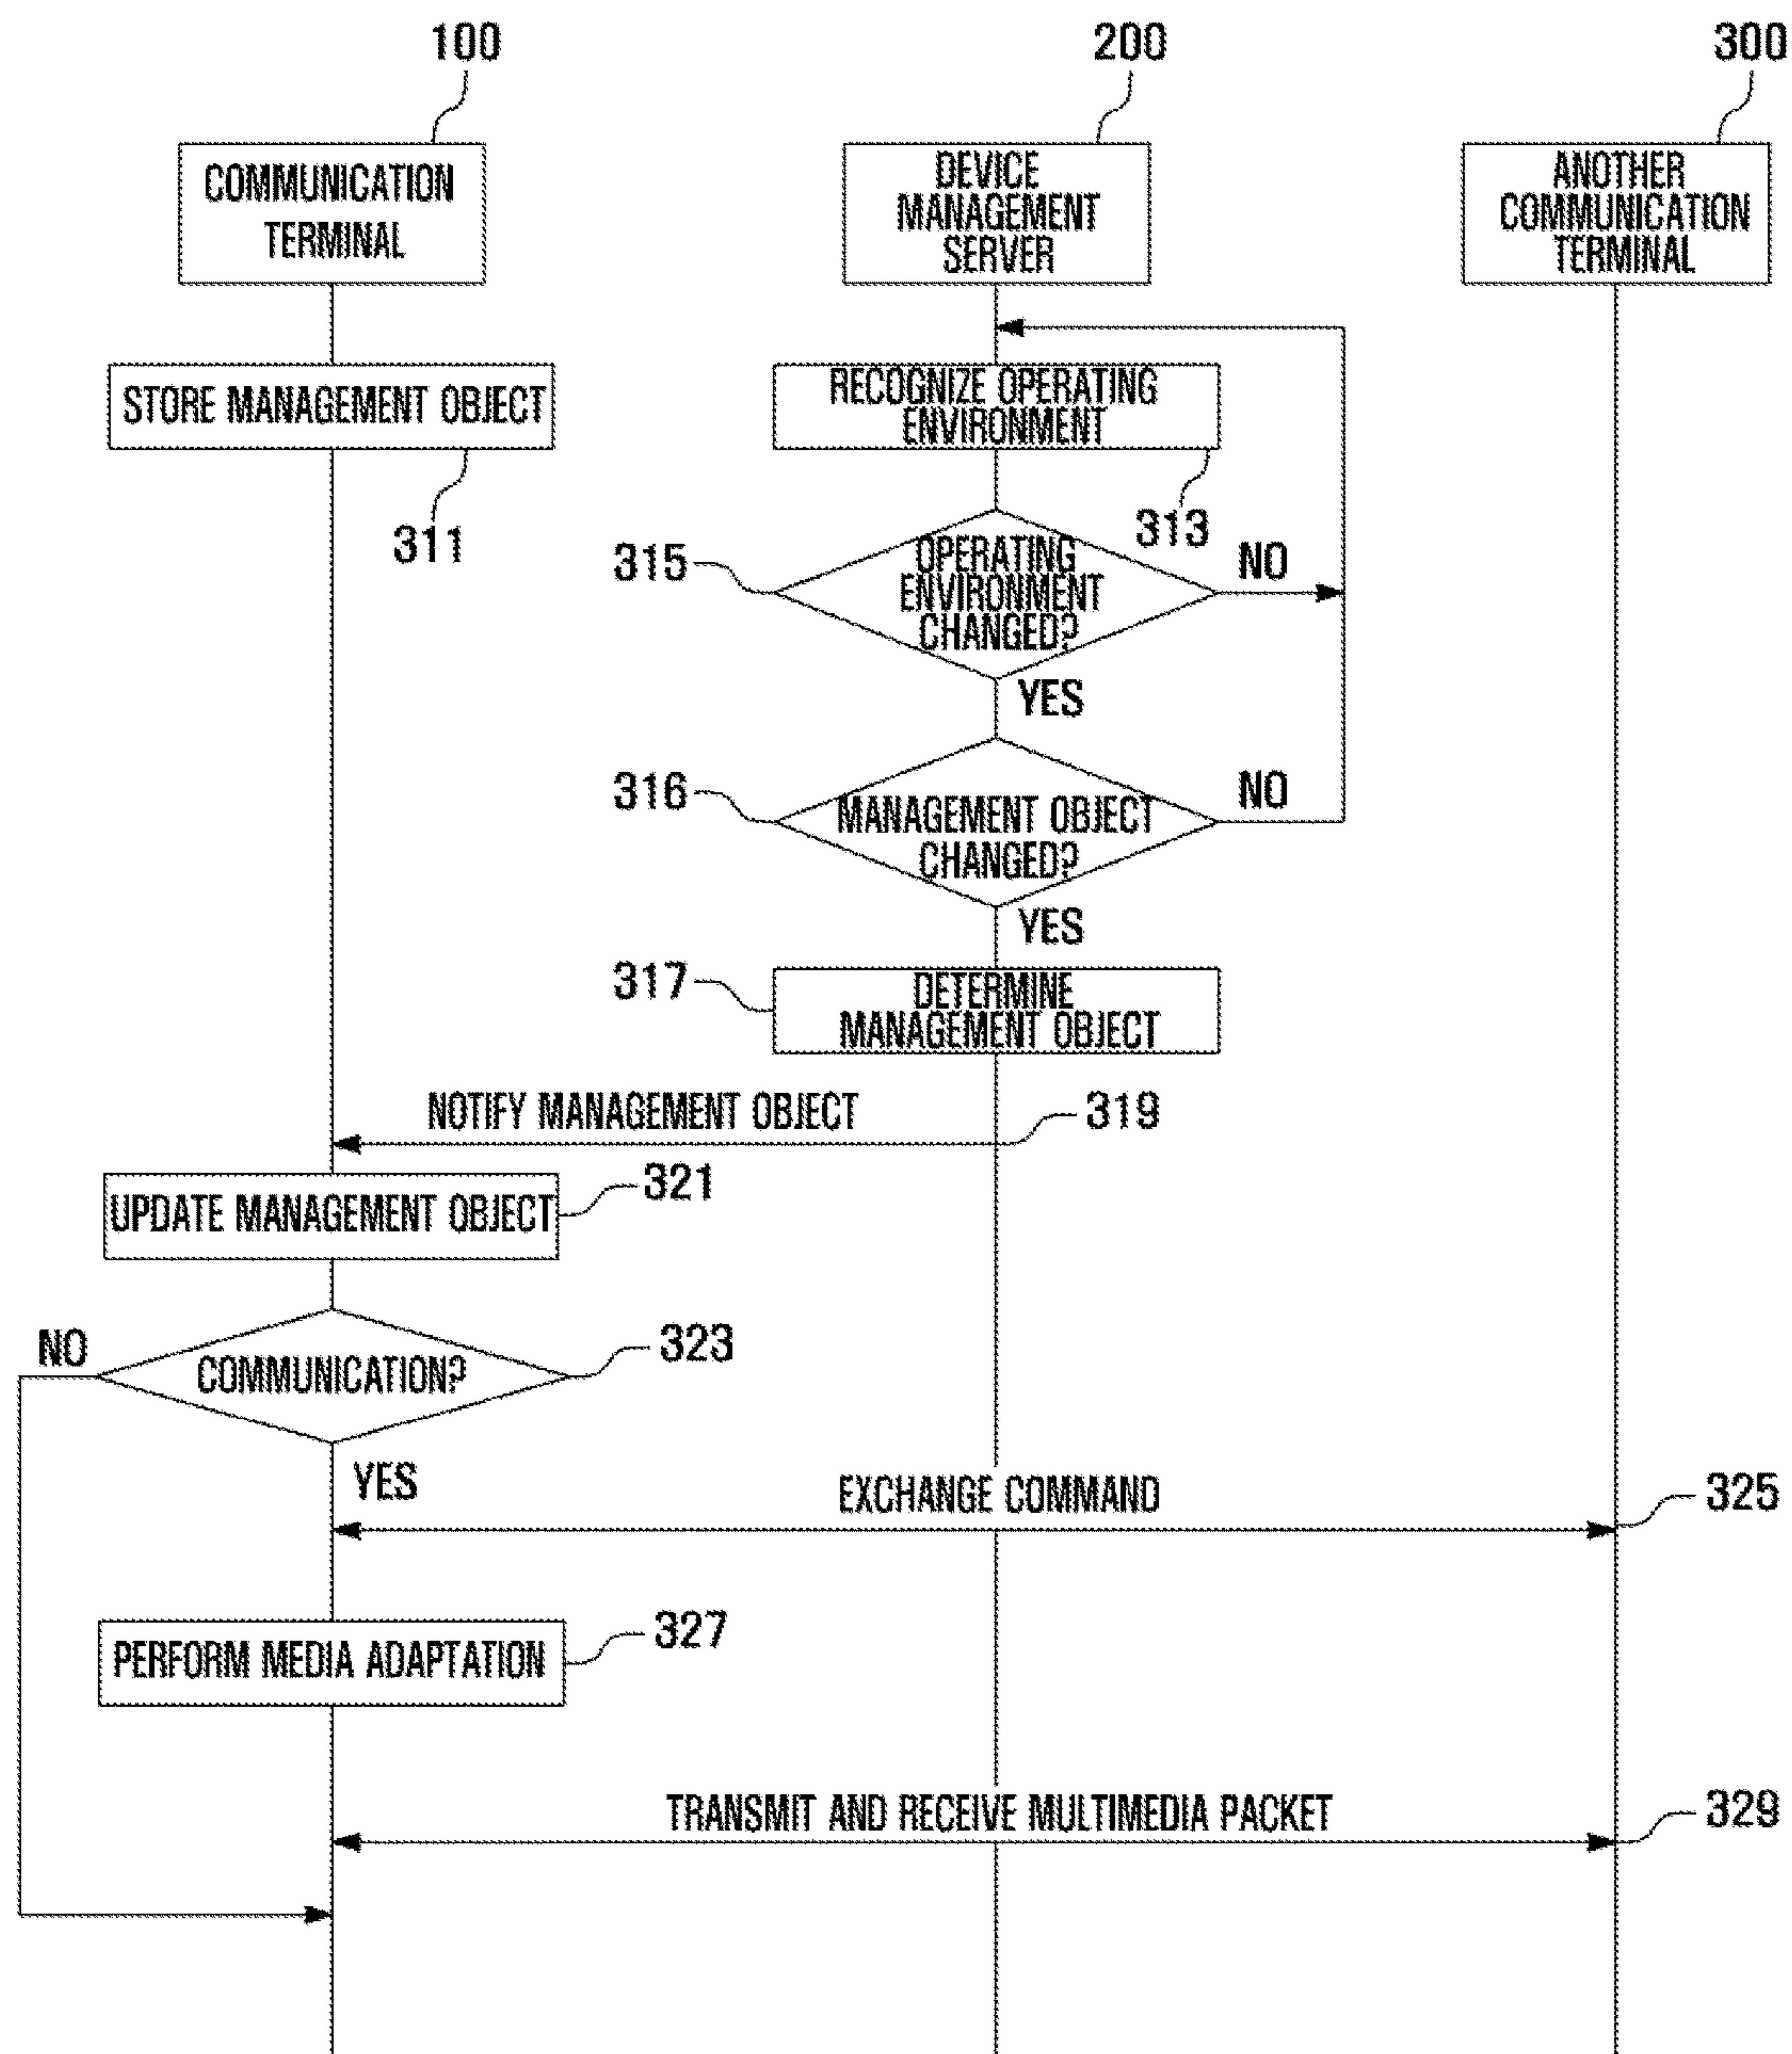 100
200
300
COMMUNICATION
TERMINAL
DEVICE
MANAGEMENT
SERVER
ANOTHER
COMMUNICATION
TERMINAL
STORE MANAGEMENT OBJECT
311
RECOGNIZE OPERATING
ENVIRONMENT
313
315
OPERATING
ENVIRONMENT
CHANGED?
NO
YES
316
MANAGEMENT OBJECT
CHANGED?
NO
YES
317
DETERMINE
MANAGEMENT OBJECT
NOTIFY MANAGEMENT OBJECT
319
UPDATE MANAGEMENT OBJECT
321
NO
COMMUNICATION?
323
YES
EXCHANGE COMMAND
325
PERFORM MEDIA ADAPTATION
327
TRANSMIT AND RECEIVE MULTIMEDIA PACKET
329